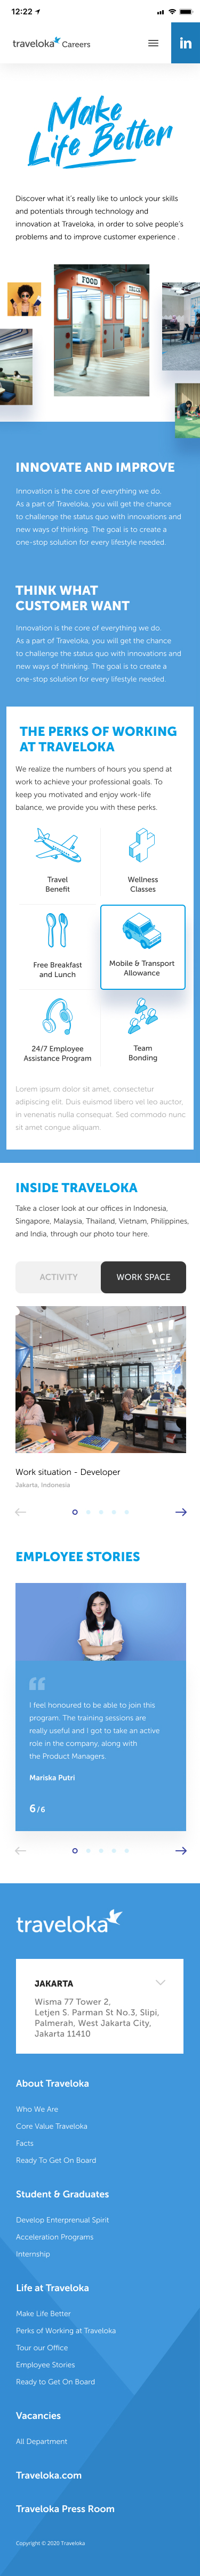 12:22
traveloka Careers
in
Make
Life Better
Discover what it's really like to unlock your skills
and potentials through technology and
innovation at Traveloka, in order to solve people's
problems and to improve customer experience .
FOOD
TRAVEL
INNOVATE AND IMPROVE
Innovation is the core of everything we do.
As a part of Traveloka, you will get the chance
to challenge the status quo with innovations and
new ways of thinking. The goal is to create a
one-stop solution for every lifestyle needed.
THINK WHAT
CUSTOMER WANT
Innovation is the core of everything we do.
As a part of Traveloka, you will get the chance
to challenge the status quo with innovations and
new ways of thinking. The goal is to create a
one-stop solution for every lifestyle needed.
THE PERKS OF WORKING
AT TRAVELOKA
We realize the numbers of hours you spend at
work to achieve your professional goals. To
keep you motivated and enjoy work-life
balance, we provide you with these perks.
Travel
Benefit
Wellness
Classes
Free Breakfast
and Lunch
Mobile & Transport
Allowance
24/7 Employee
Assistance Program
Team
Bonding
Lorem ipsum dolor sit amet, consectetur
adipiscing elit. Duis euismod libero vel leo auctor,
in venenatis nulla consequat. Sed commodo nunc
sit amet congue aliquam.
INSIDE TRAVELOKA
Take a closer look at our offices in Indonesia,
Singapore, Malaysia, Thailand, Vietnam, Philippines,
and India, through our photo tour here.
ACTIVITY
WORK SPACE
Work situation - Developer
Jakarta, Indonesia
EMPLOYEE STORIES
I feel honoured to be able to join this
program. The training sessions are
really useful and I got to take an active
role in the company, along with
the Product Managers.
Mariska Putri
6/6
traveloka
JAKARTA
Wisma 77 Tower 2,
Letjen S. Parman St No.3, Slipi,
Palmerah, West Jakarta City,
Jakarta 11410
About Traveloka
Who We Are
Core Value Traveloka
Facts
Ready To Get On Board
Student & Graduates
Develop Enterprenual Spirit
Acceleration Programs
Internship
Life at Traveloka
Make Life Better
Perks of Working at Traveloka
Tour our Office
Employee Stories
Ready to Get On Board
Vacancies
All Department
Traveloka.com
Traveloka Press Room
Copyright © 2020 Traveloka